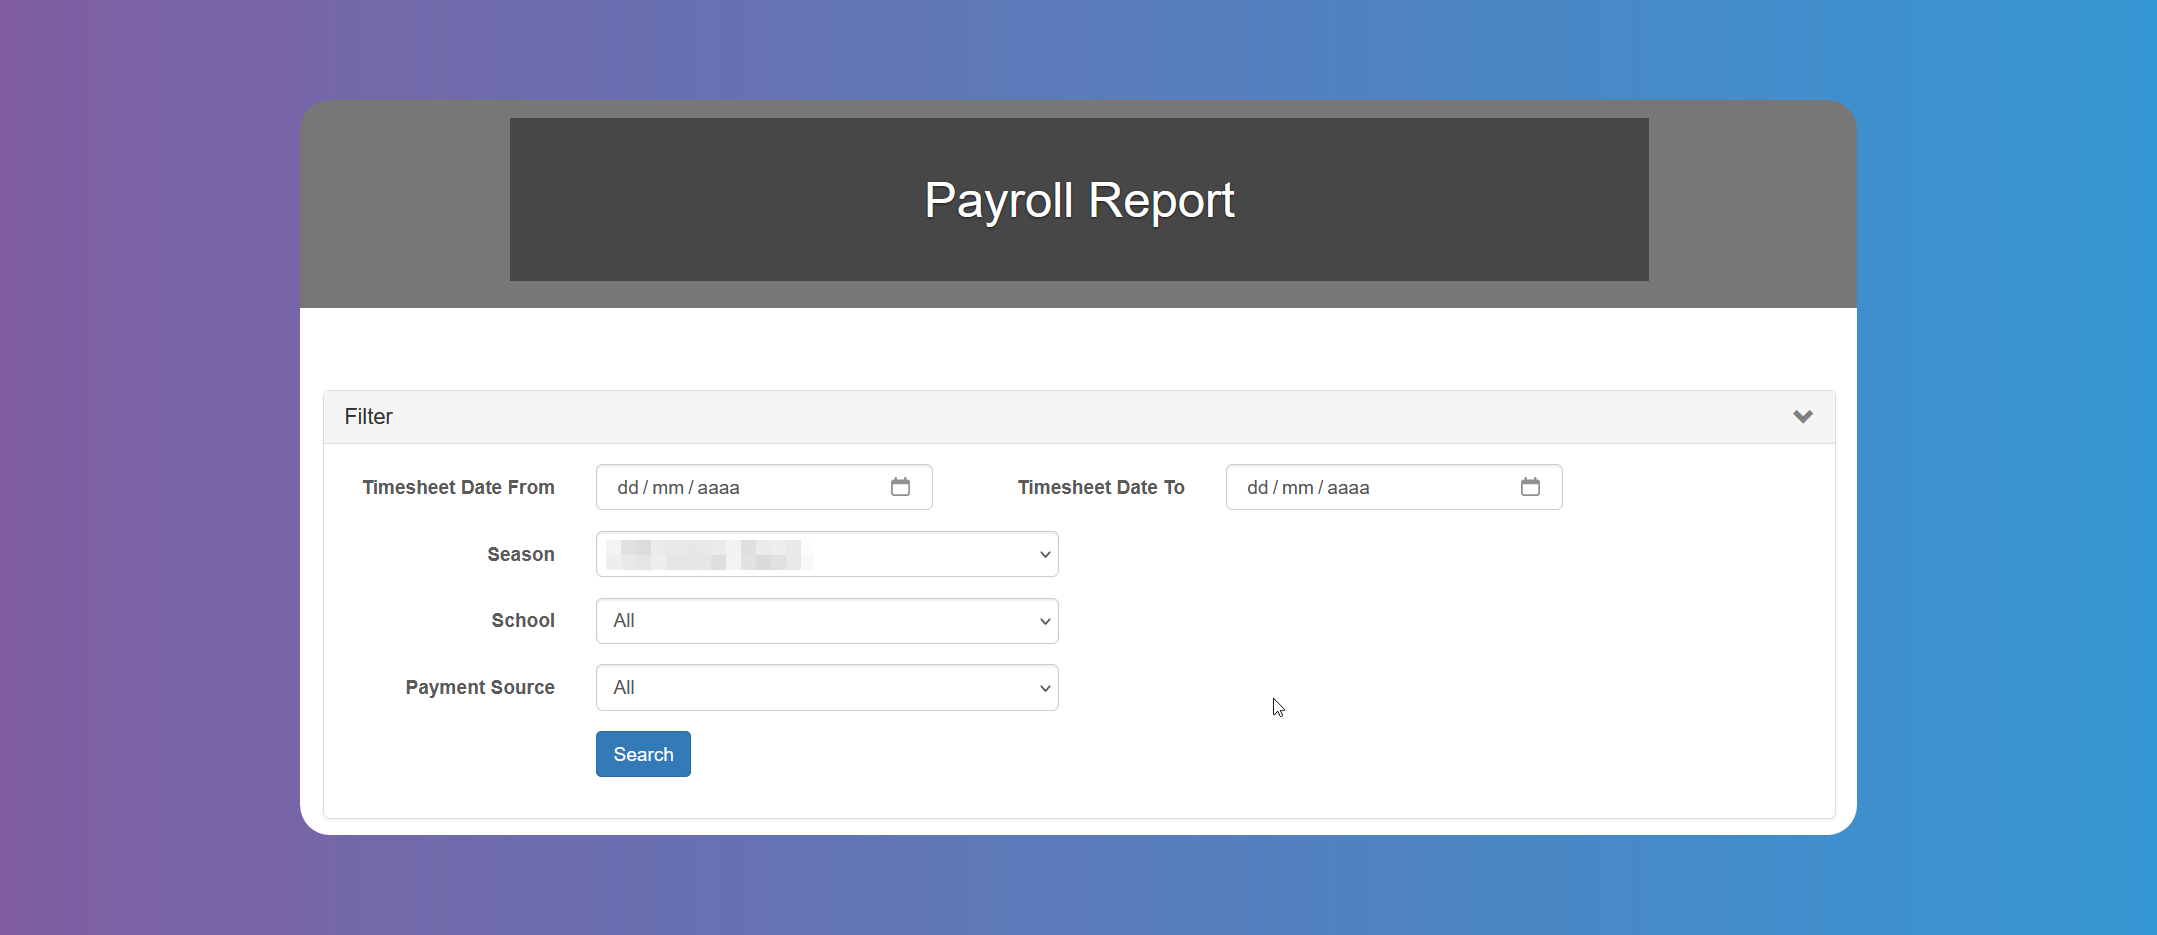 Payroll Report
Filter
Timesheet Date From dd/mm/aaaa Timesheet Date To dd/mm/aaaa
Season
School All
Payment Source All
Search